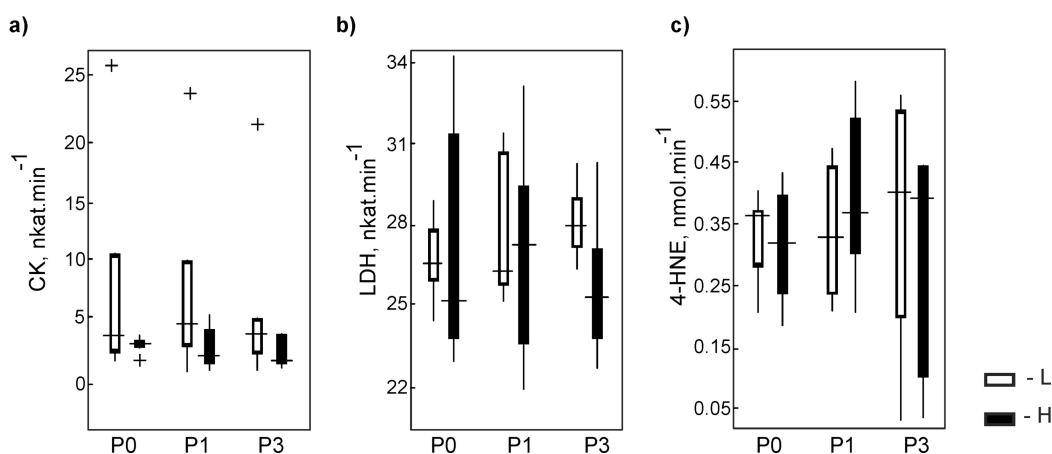 a)
CK, nkat.min-1
25
20
15
10
5
0
P0 P1 P3
b)
LDH, nkat.min-1
34
31
28
25
22
P0 P1 P3
c)
4-HNE, nmol.min-1
0.55
0.45
0.35
0.25
0.15
0.05
P0 P1 P3
- L
- H